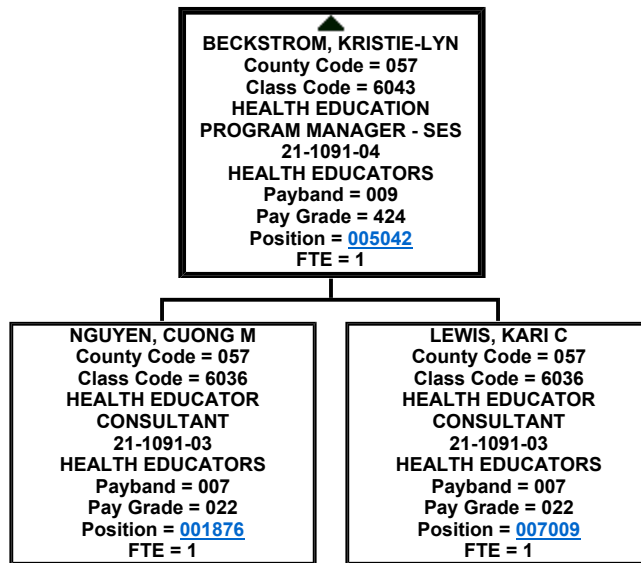 BECKSTROM, KRISTIE-LYN
County Code = 057
Class Code = 6043
HEALTH EDUCATION
PROGRAM MANAGER - SES
21-1091-04
HEALTH EDUCATORS
Payband = 009
Pay Grade = 424
Position = 005042
FTE = 1
NGUYEN, CUONG M
County Code = 057
Class Code = 6036
HEALTH EDUCATOR
CONSULTANT
21-1091-03
HEALTH EDUCATORS
Payband = 007
Pay Grade = 022
Position = 001876
FTE = 1
LEWIS, KARI C
County Code = 057
Class Code = 6036
HEALTH EDUCATOR
CONSULTANT
21-1091-03
HEALTH EDUCATORS
Payband = 007
Pay Grade = 022
Position = 007009
FTE = 1